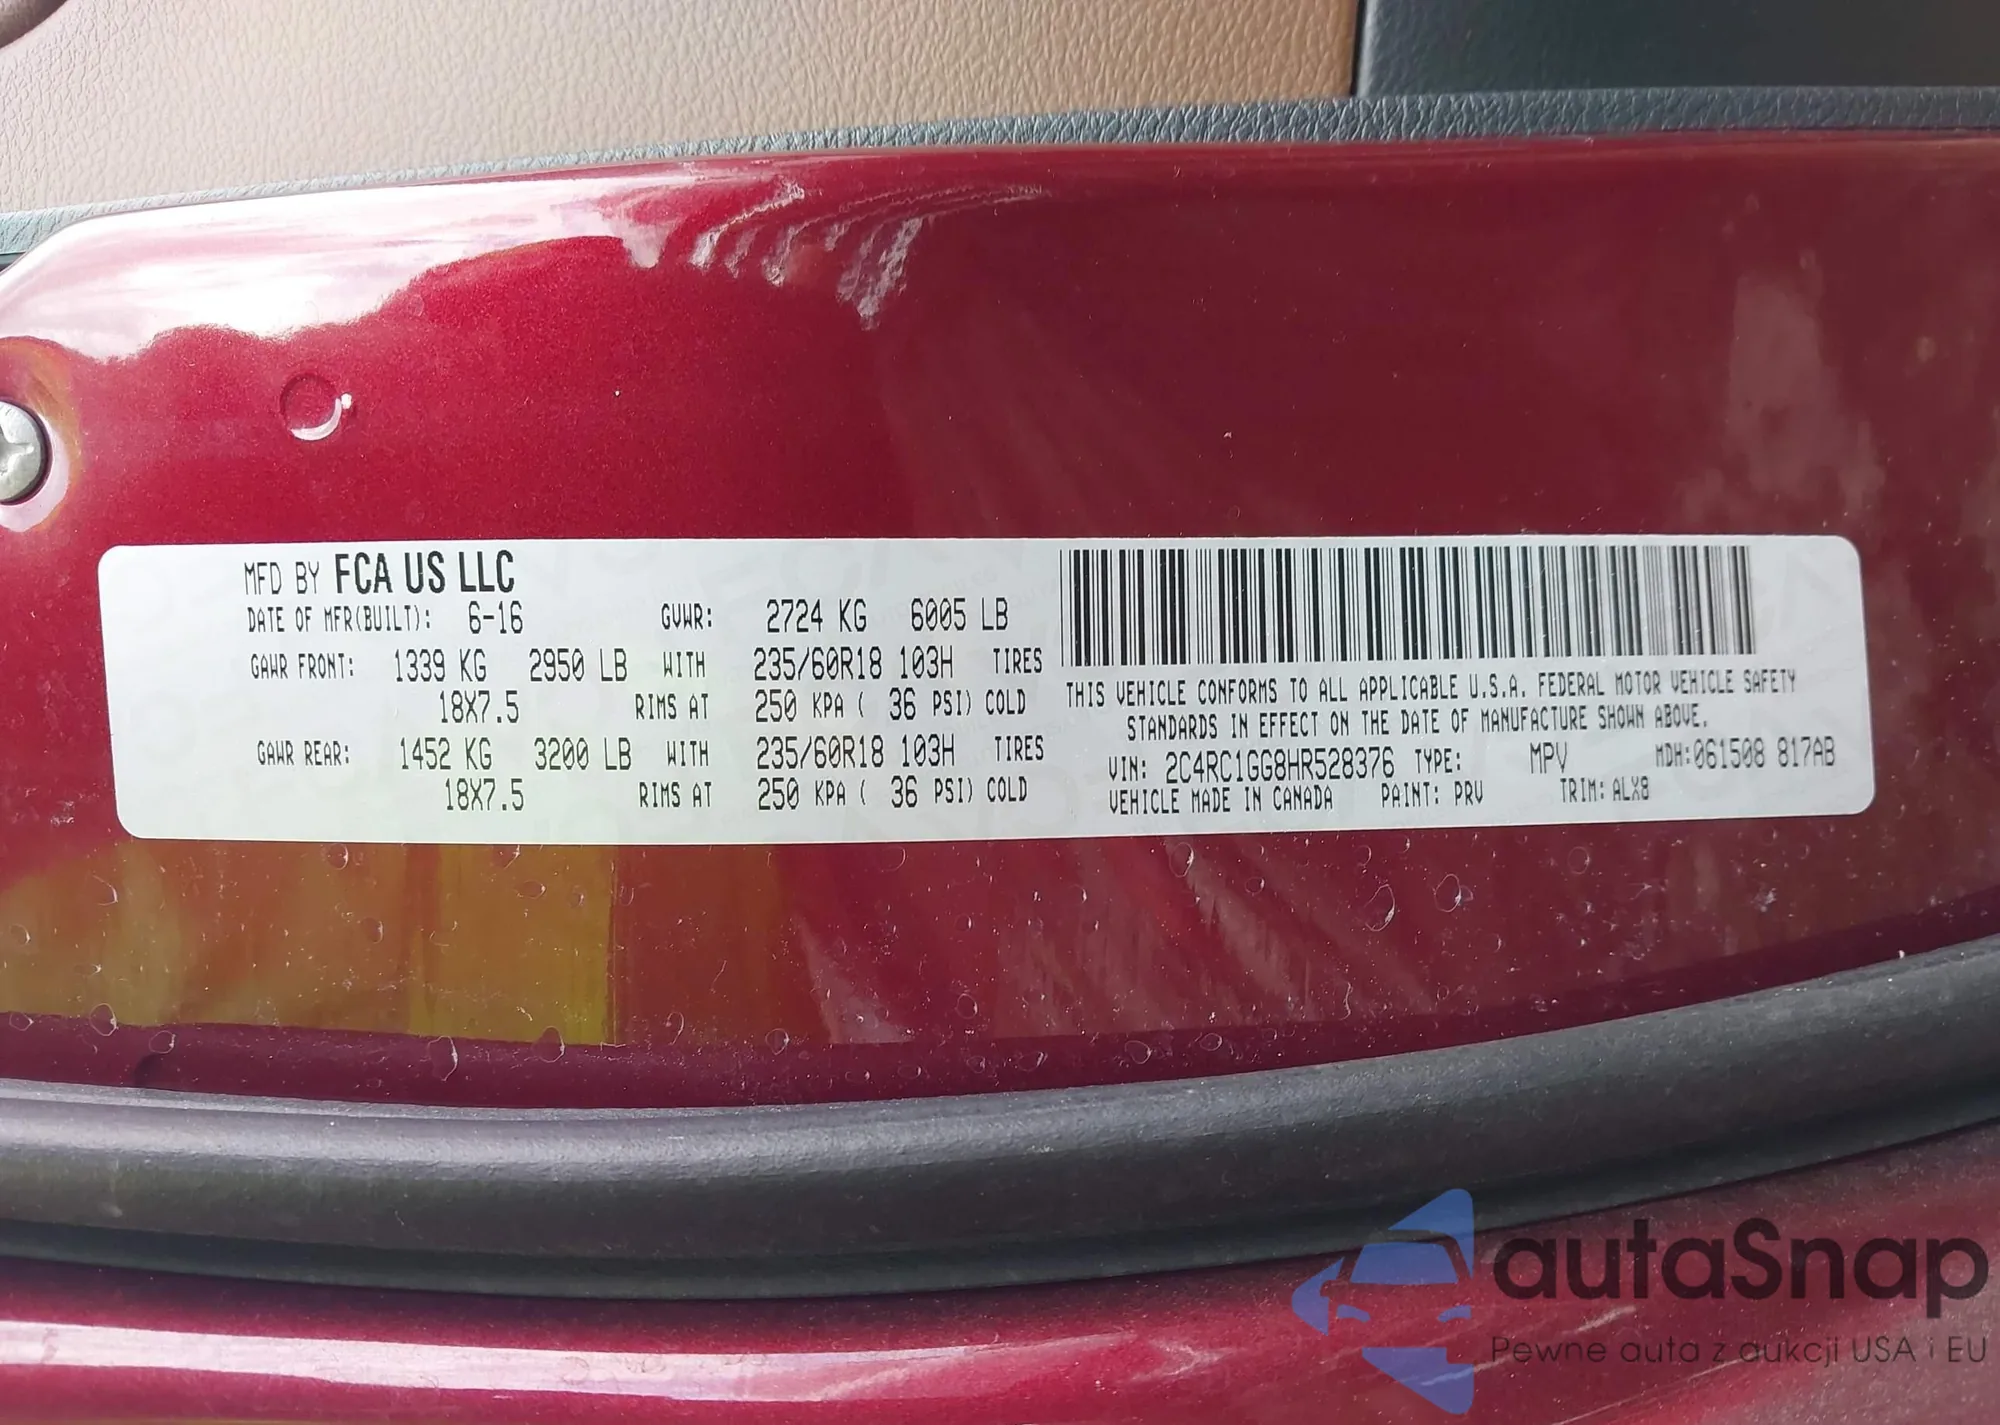 MFD BY FCA US LLC
DATE OF MFR(BUILT): 6-16 GVWR: 2724 KG 6005 LB
GAWR FRONT: 1339 KG 2950 LB WITH 235/60R18 103H TIRES
18X7.5 RIMS AT 250 KPA ( 36 PSI) COLD
GAWR REAR: 1452 KG 3200 LB WITH 235/60R18 103H TIRES
18X7.5 RIMS AT 250 KPA ( 36 PSI) COLD
THIS VEHICLE CONFORMS TO ALL APPLICABLE U.S.A. FEDERAL MOTOR VEHICLE SAFETY
STANDARDS IN EFFECT ON THE DATE OF MANUFACTURE SHOWN ABOVE.
VIN: 2C4RC1GG8HR528376 TYPE: MPV MDH:061508 817AB
VEHICLE MADE IN CANADA PAINT: PRV TRIM: ALX8
autaSnap
Pewne auta z aukcji USA i EU